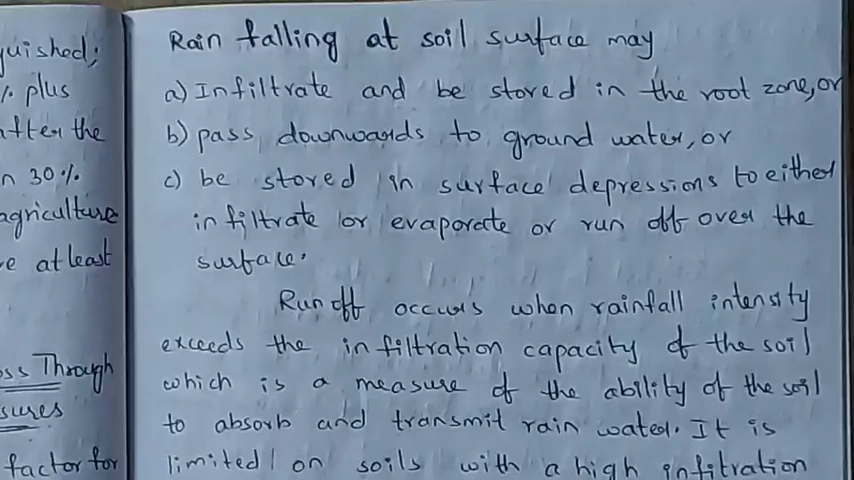 quished;
% plus
after the
n 30%
agriculture
e at least
oss Through
sures
factor for
Rain falling at soil surface may
a) Infiltrate and be stored in the root zone, or
b) pass downwards to ground water, or
c) be stored in surface depressions to either
infiltrate or evaporate or run off over the
surface.
Run off occurs when rainfall intensity
exceeds the infiltration capacity of the soil
which is a measure of the ability of the soil
to absorb and transmit rain water. It is
limited on soils with a high infitration